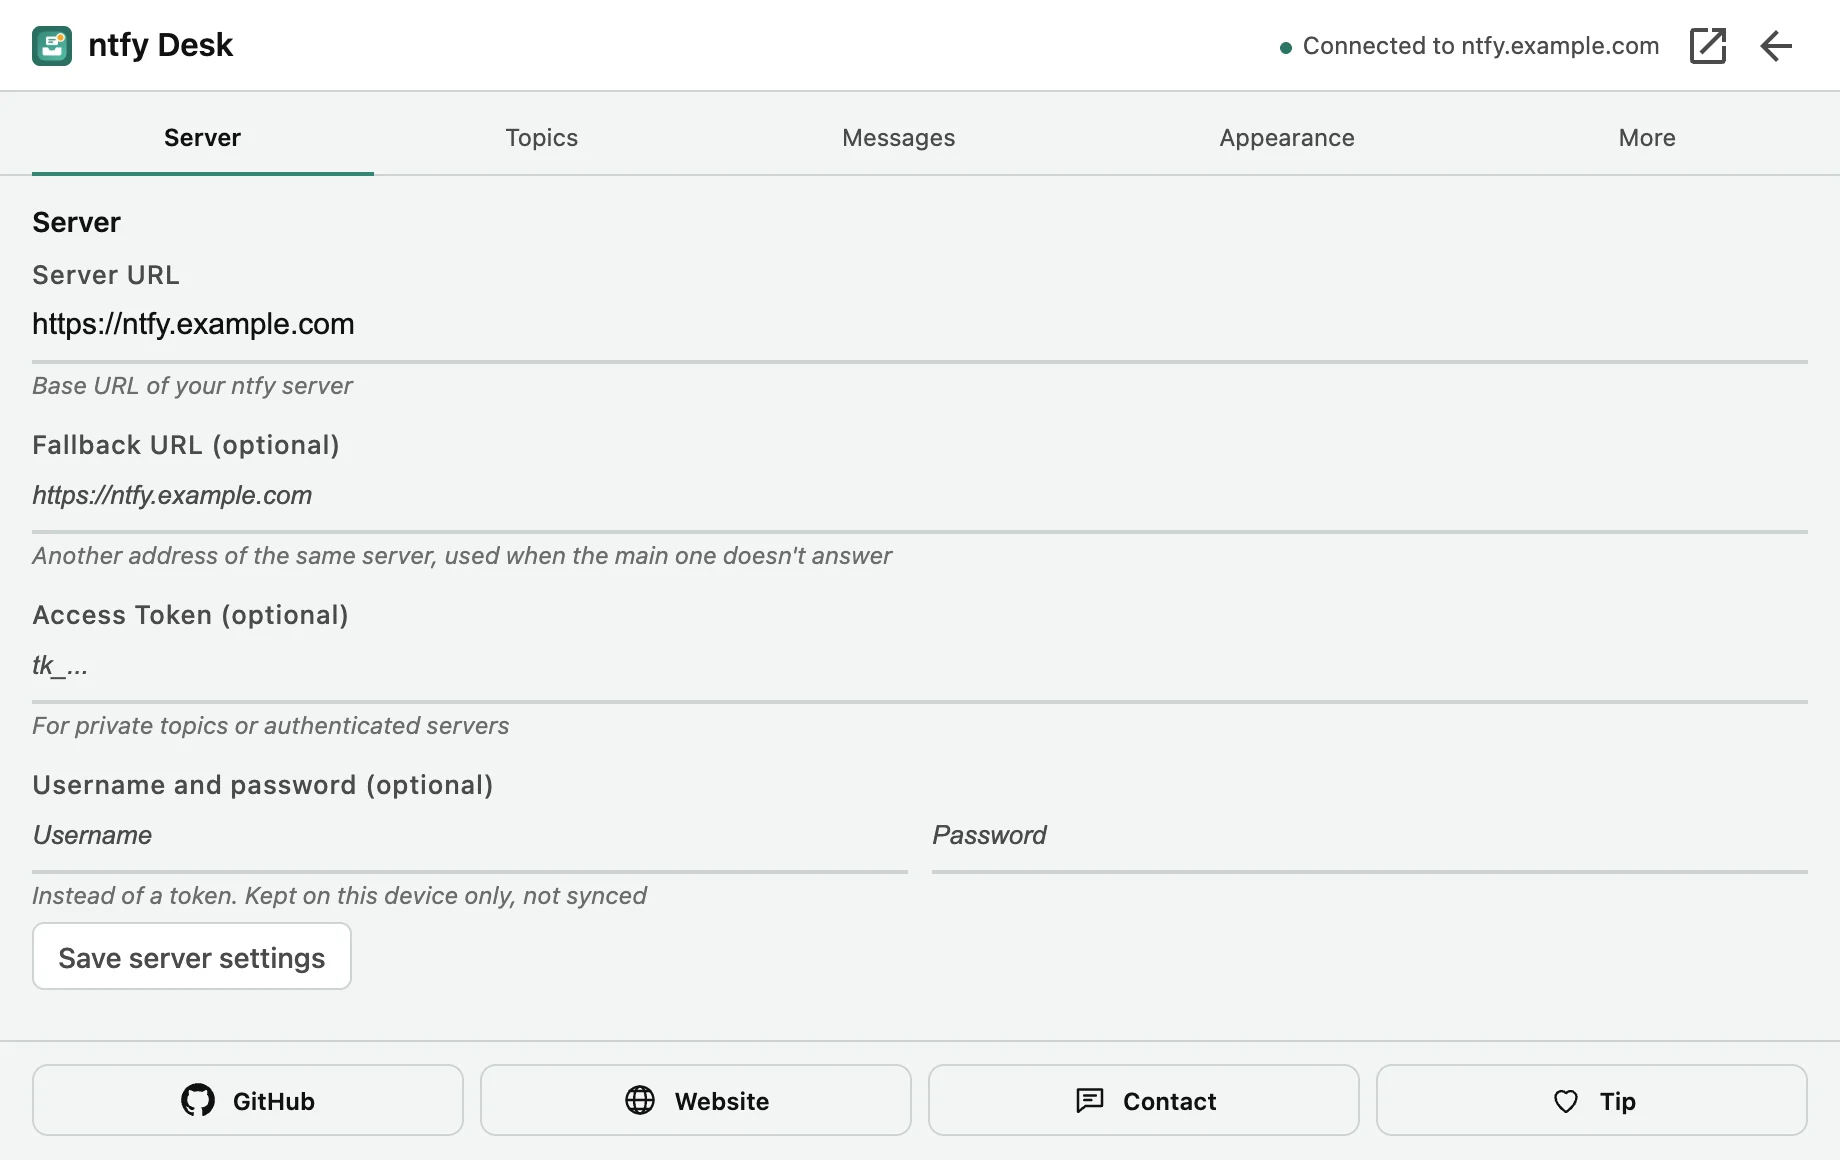 ntfy Desk
Connected to ntfy.example.com
Server
Topics
Messages
Appearance
More
Server
Server URL
https://ntfy.example.com
Base URL of your ntfy server
Fallback URL (optional)
https://ntfy.example.com
Another address of the same server, used when the main one doesn't answer
Access Token (optional)
tk_...
For private topics or authenticated servers
Username and password (optional)
Username
Password
Instead of a token. Kept on this device only, not synced
Save server settings
GitHub
Website
Contact
Tip